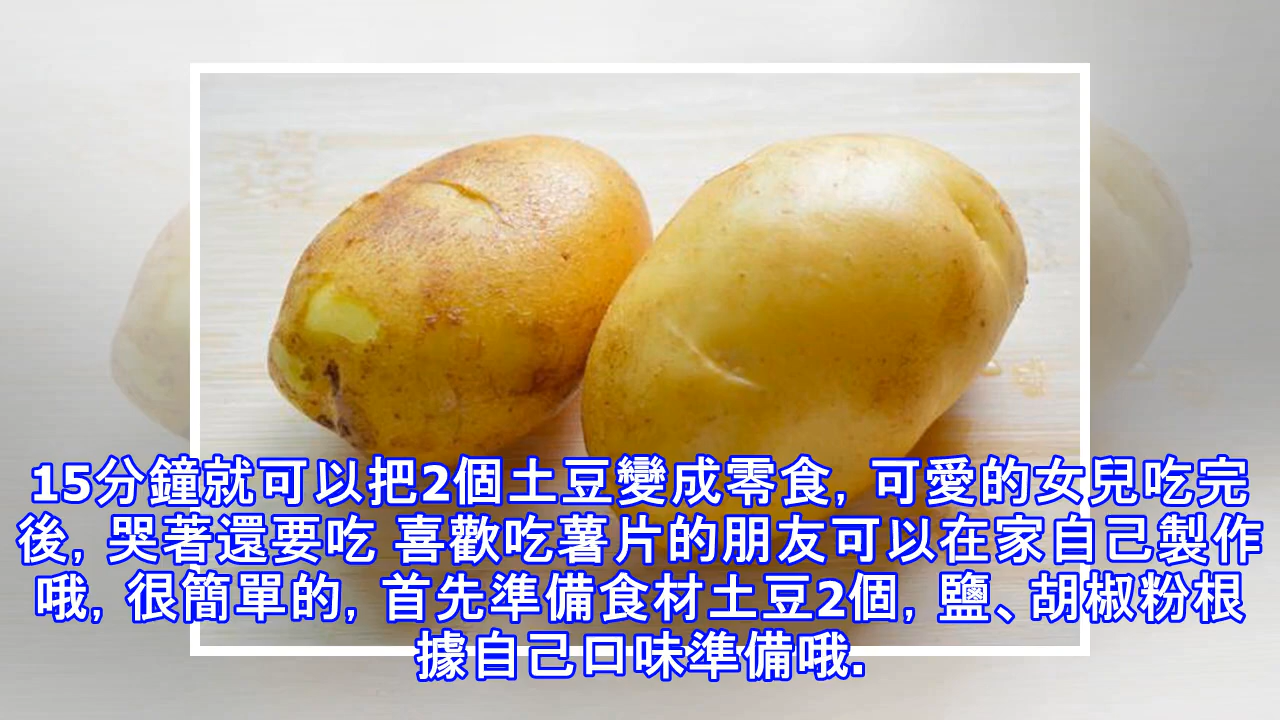 15分鐘就可以把2個土豆變成零食, 可愛的女兒吃完
後, 哭著還要吃 喜歡吃薯片的朋友可以在家自己製作
哦, 很簡單的, 首先準備食材土豆2個, 鹽、胡椒粉根
據自己口味準備哦.